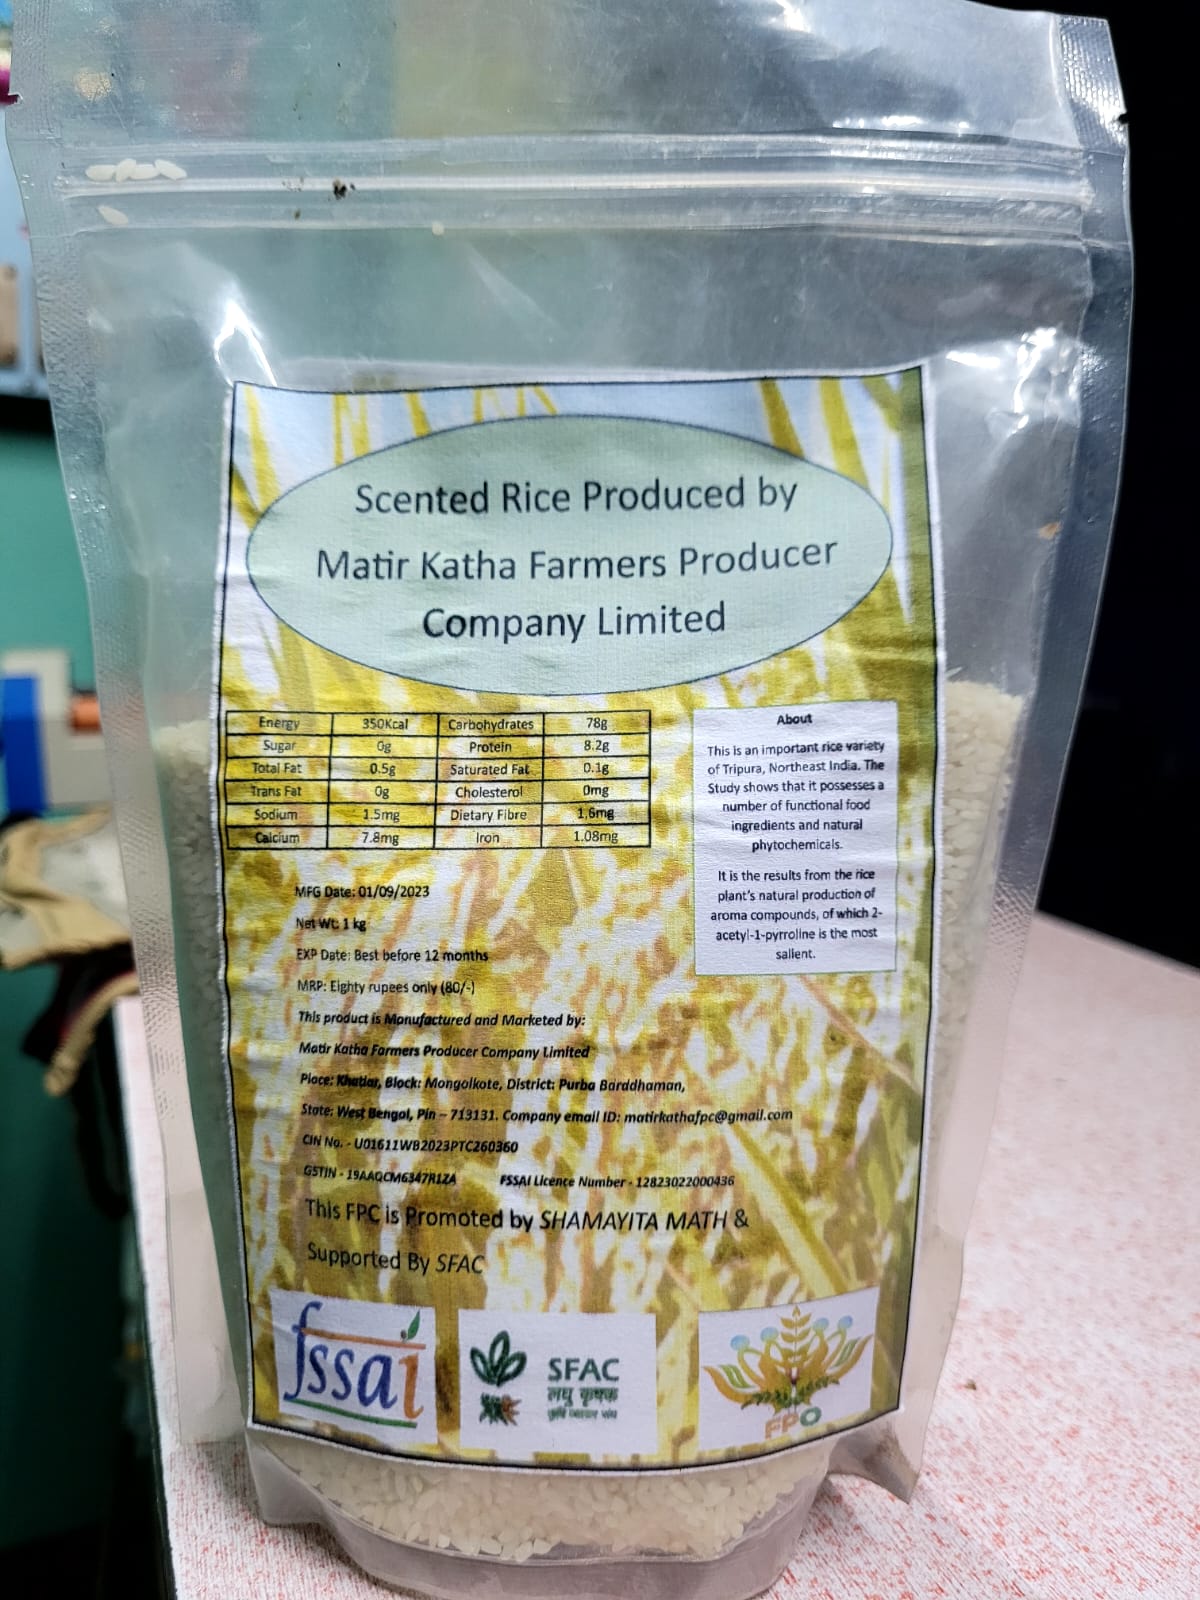 Scented Rice Produced by
Matir Katha Farmers Producer
Company Limited
Energy 350Kcal Carbohydrates 78g
Sugar 0g Protein 8.2g
Total Fat 0.5g Saturated Fat 0.1g
Trans Fat 0g Cholesterol 0mg
Sodium 1.5mg Dietary Fibre 1.6mg
Calcium 7.8mg Iron 1.08mg
About
This is an important rice variety
of Tripura, Northeast India. The
Study shows that it possesses a
number of functional food
ingredients and natural
phytochemicals.
It is the results from the rice
plant's natural production of
aroma compounds, of which 2-
acetyl-1-pyrroline is the most
salient.
MFG Date: 01/09/2023
Net Wt: 1 kg
EXP Date: Best before 12 months
MRP: Eighty rupees only (80/-)
This product is Manufactured and Marketed by:
Matir Katha Farmers Producer Company Limited
Place: Khatiar, Block: Mongolkote, District: Purba Barddhaman,
State: West Bengal, Pin – 713131. Company email ID: matirkathafpc@gmail.com
CIN No. - U01611WB2023PTC260360
GSTIN - 19AAQCM6347R1ZA FSSAI Licence Number - 12823022000436
This FPC is Promoted by SHAMAYITA MATH &
Supported By SFAC
fssai
SFAC
लघु कृषक
कृषि व्यापार संघ
FPO